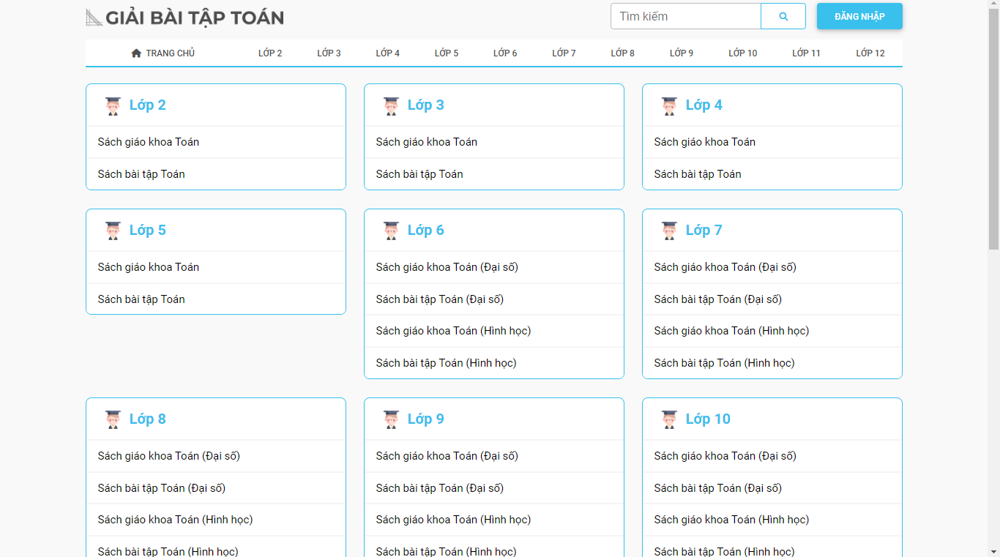 GIẢI BÀI TẬP TOÁN
Tìm kiếm
ĐĂNG NHẬP
TRANG CHỦ LỚP 2 LỚP 3 LỚP 4 LỚP 5 LỚP 6 LỚP 7 LỚP 8 LỚP 9 LỚP 10 LỚP 11 LỚP 12
Lớp 2
Sách giáo khoa Toán
Sách bài tập Toán
Lớp 3
Sách giáo khoa Toán
Sách bài tập Toán
Lớp 4
Sách giáo khoa Toán
Sách bài tập Toán
Lớp 5
Sách giáo khoa Toán
Sách bài tập Toán
Lớp 6
Sách giáo khoa Toán (Đại số)
Sách bài tập Toán (Đại số)
Sách giáo khoa Toán (Hình học)
Sách bài tập Toán (Hình học)
Lớp 7
Sách giáo khoa Toán (Đại số)
Sách bài tập Toán (Đại số)
Sách giáo khoa Toán (Hình học)
Sách bài tập Toán (Hình học)
Lớp 8
Sách giáo khoa Toán (Đại số)
Sách bài tập Toán (Đại số)
Sách giáo khoa Toán (Hình học)
Sách bài tập Toán (Hình học)
Lớp 9
Sách giáo khoa Toán (Đại số)
Sách bài tập Toán (Đại số)
Sách giáo khoa Toán (Hình học)
Sách bài tập Toán (Hình học)
Lớp 10
Sách giáo khoa Toán (Đại số)
Sách bài tập Toán (Đại số)
Sách giáo khoa Toán (Hình học)
Sách bài tập Toán (Hình học)